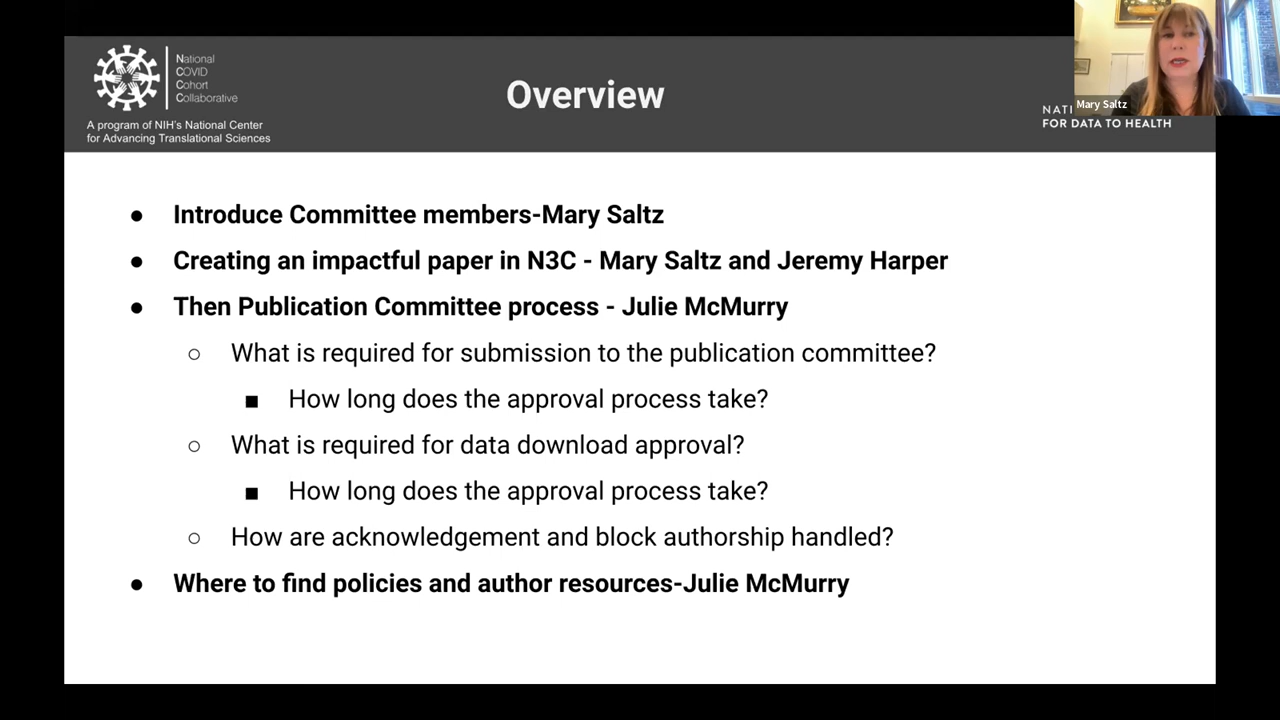 National
COVID
Cohort
Collaborative
A program of NIH's National Center
for Advancing Translational Sciences
Overview
Mary Saltz
FOR DATA TO HEALTH
● Introduce Committee members-Mary Saltz
● Creating an impactful paper in N3C - Mary Saltz and Jeremy Harper
● Then Publication Committee process - Julie McMurry
○ What is required for submission to the publication committee?
■ How long does the approval process take?
○ What is required for data download approval?
■ How long does the approval process take?
○ How are acknowledgement and block authorship handled?
● Where to find policies and author resources-Julie McMurry